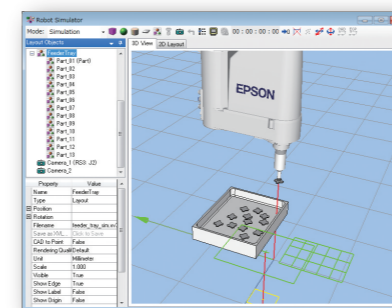 Robot Simulator
Mode: Simulation
00 : 00 : 00 : 00
Layout Objects
3D View
2D Layout
FeederTray
Part_01 (Part)
Part_02
Part_03
Part_04
Part_05
Part_06
Part_07
Part_08
Part_09
Part_10
Part_11
Part_12
Part_13
Camera_1 (RS3: J2)
Camera_2
EPSON
Property Value
Name FeederTray
Type Layout
Position
Rotation
Filename feeder_tray_sim.w
Save as XML... Click to Save
CAD to Point False
Rendering Quali Default
Unit Millimeter
Scale 1.000
Visible True
Show Edge True
Show Label False
Show Origin False